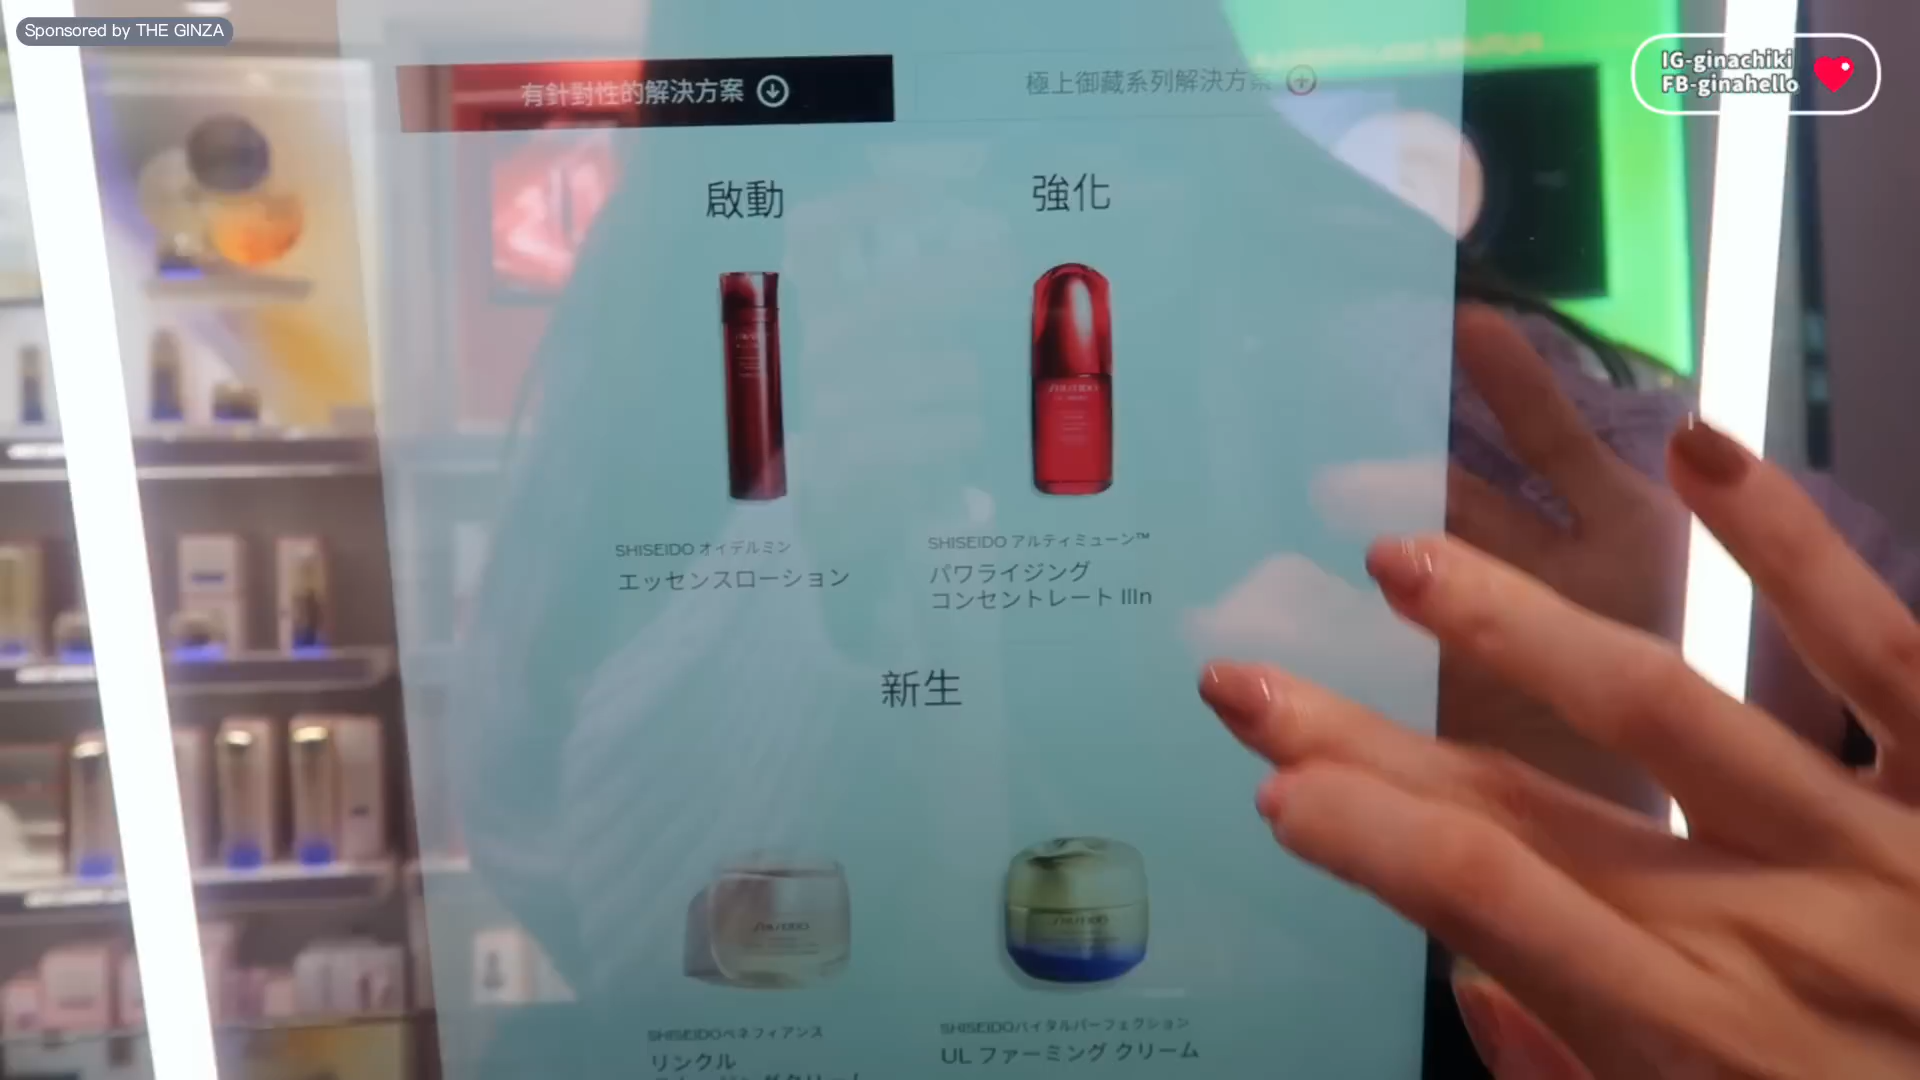 Sponsored by THE GINZA
IG-ginachiki
FB-ginahello
有針對性的解決方案
極上御藏系列解決方案
啟動
強化
SHISEIDO
SHISEIDO オイデルミン
エッセンスローション
SHISEIDO アルティミューン™
パワライジング
コンセントレート IIIn
新生
SHISEIDO
SHISEIDO
SHISEIDOベネフィアンス
リンクル
SHISEIDOバイタルパーフェクション
UL ファーミング クリーム